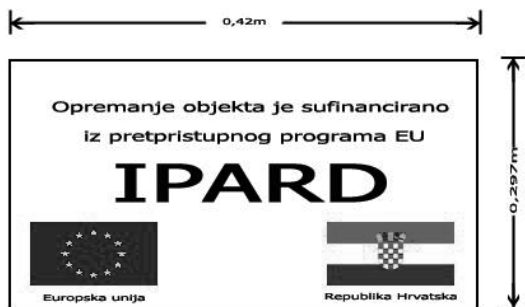 0,42m
Opremanje objekta je sufinancirano
iz pretpristupnog programa EU
IPARD
0,297m
Europska unija
Republika Hrvatska